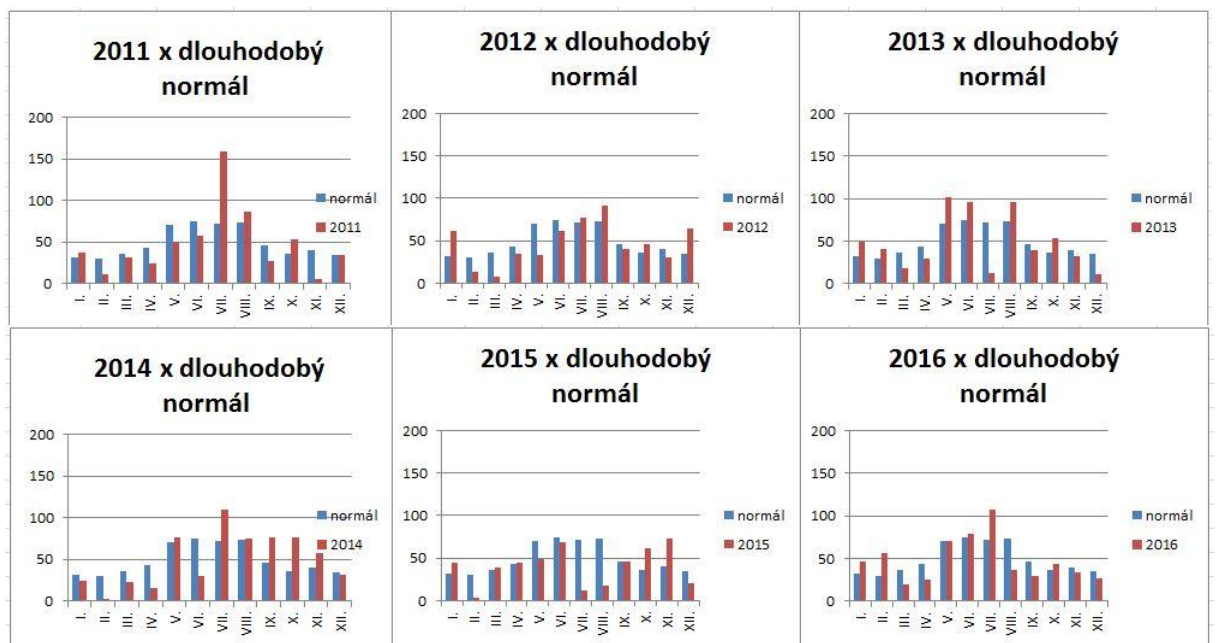 2011 x dlouhodobý
normál
200
150
100
50
0
I.
II.
III.
IV.
V.
VI.
VII.
VIII.
IX.
X.
XI.
XII.
normál
2011
2012 x dlouhodobý
normál
200
150
100
50
0
I.
II.
III.
IV.
V.
VI.
VII.
VIII.
IX.
X.
XI.
XII.
normál
2012
2013 x dlouhodobý
normál
200
150
100
50
0
I.
II.
III.
IV.
V.
VI.
VII.
VIII.
IX.
X.
XI.
XII.
normál
2013
2014 x dlouhodobý
normál
200
150
100
50
0
I.
II.
III.
IV.
V.
VI.
VII.
VIII.
IX.
X.
XI.
XII.
normál
2014
2015 x dlouhodobý
normál
200
150
100
50
0
I.
II.
III.
IV.
V.
VI.
VII.
VIII.
IX.
X.
XI.
XII.
normál
2015
2016 x dlouhodobý
normál
200
150
100
50
0
I.
II.
III.
IV.
V.
VI.
VII.
VIII.
IX.
X.
XI.
XII.
normál
2016